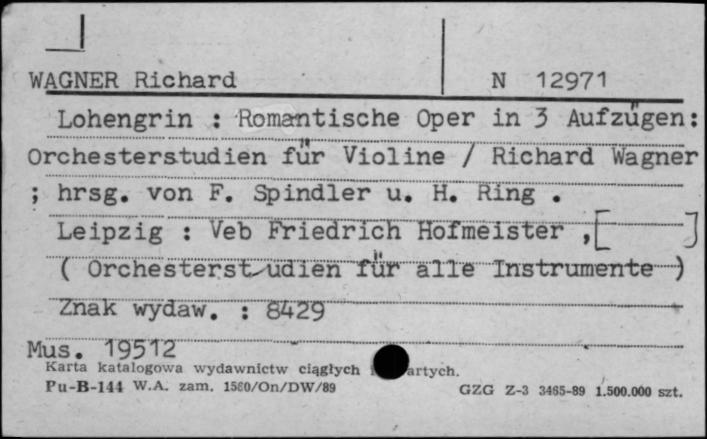 WAGNER Richard N 12971
Lohengrin : Romantische Oper in 3 Aufzügen:
Orchesterstudien für Violine / Richard Wagner
; hrsg. von F. Spindler u. H. Ring .
Leipzig : Veb Friedrich Hofmeister ,[ ]
( Orchesterstudien für alle Instrumente )
Znak wydaw. : 8429
Mus. 19512
Karta katalogowa wydawnictw ciągłych artych.
Pu-B-144 W.A. zam. 1560/On/DW/89 GZG Z-3 3465-89 1.500.000 szt.